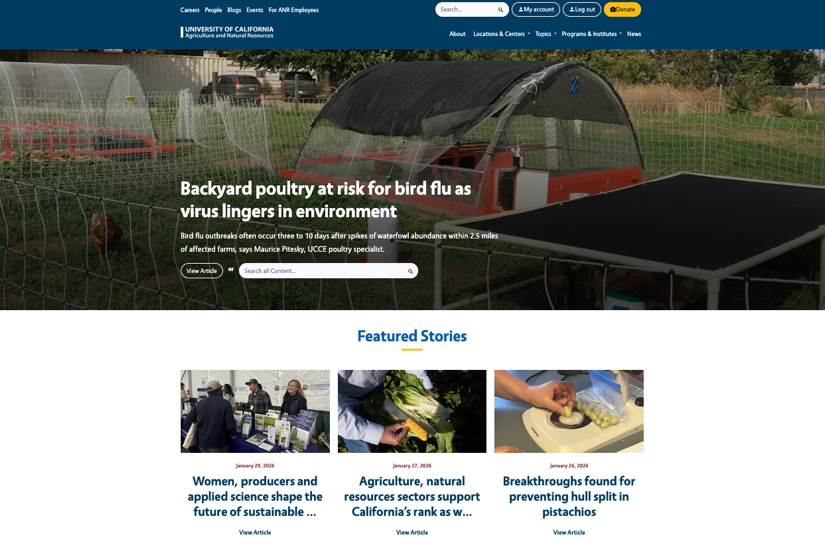 Careers People Blogs Events For ANR Employees
Search...
My account
Log out
Donate
UNIVERSITY OF CALIFORNIA
Agriculture and Natural Resources
About Locations & Centers Topics Programs & Institutes News
Backyard poultry at risk for bird flu as
virus lingers in environment
Bird flu outbreaks often occur three to 10 days after spikes of waterfowl abundance within 2.5 miles
of affected farms, says Maurice Pitesky, UCCE poultry specialist.
View Article or Search all Content...
Featured Stories
January 29, 2026
Women, producers and
applied science shape the
future of sustainable ...
View Article
January 27, 2026
Agriculture, natural
resources sectors support
California's rank as w...
View Article
January 26, 2026
Breakthroughs found for
preventing hull split in
pistachios
View Article